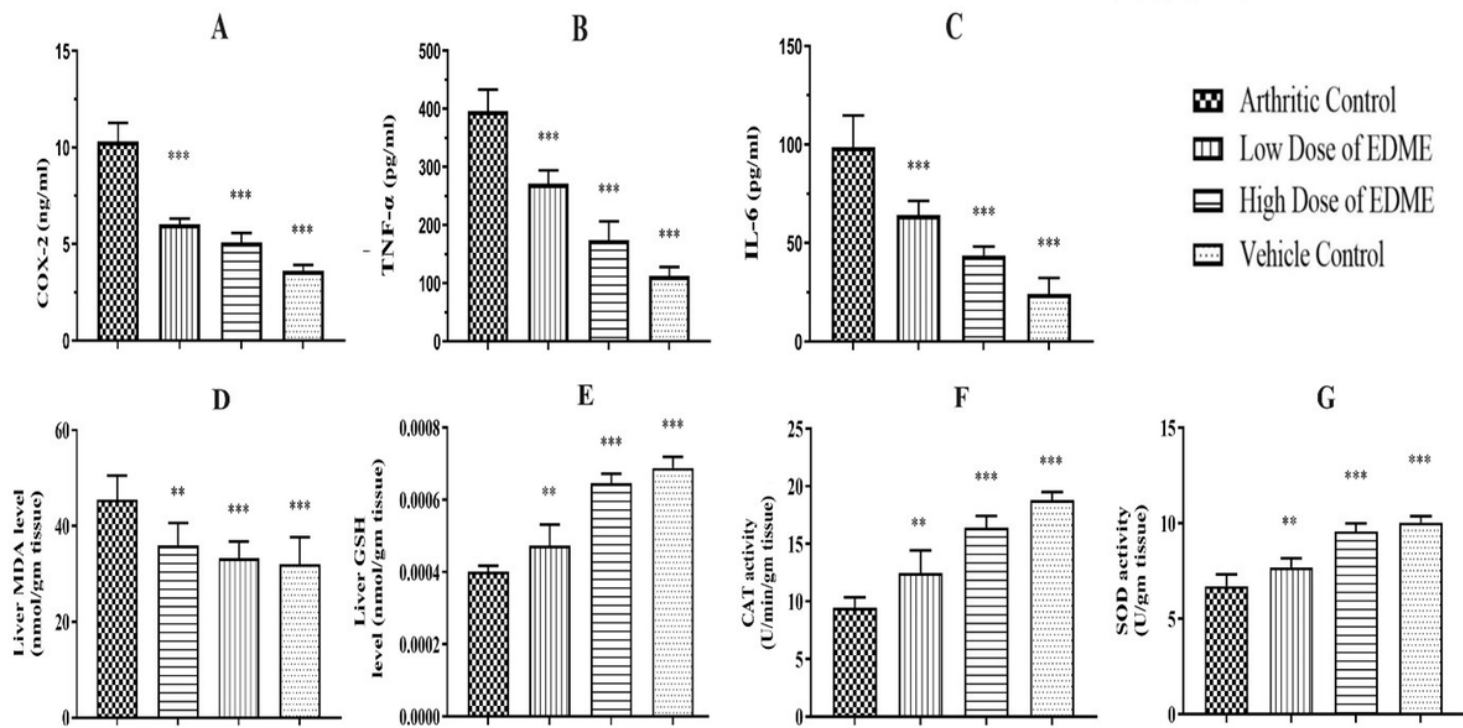 A
COX-2 (ng/ml)
15
10
5
0
***
***
***
B
TNF-α (pg/ml)
500
400
300
200
100
0
***
***
***
C
IL-6 (pg/ml)
150
100
50
0
***
***
***
Arthritic Control
Low Dose of EDME
High Dose of EDME
Vehicle Control
D
Liver MDA level
(nmol/gm tissue)
60
40
20
0
**
***
***
E
Liver GSH
level (nmol/gm tissue)
0.0008
0.0006
0.0004
0.0002
0.0000
**
***
***
F
CAT activity
(U/min/gm tissue)
25
20
15
10
5
0
**
***
***
G
SOD activity
(U/gm tissue)
15
10
5
0
**
***
***